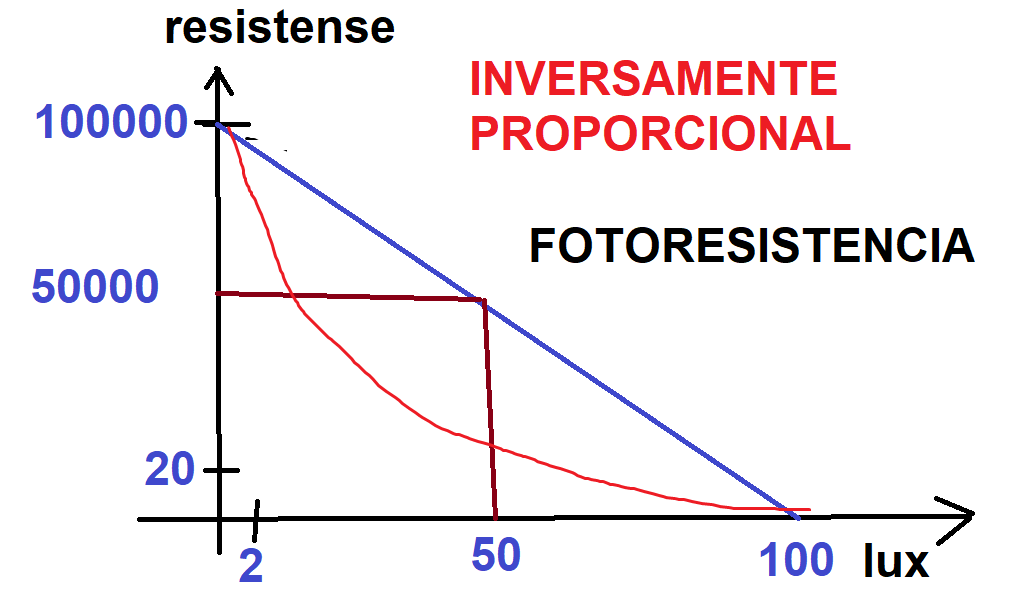 resistense
INVERSAMENTE
PROPORCIONAL
100000
FOTORESISTENCIA
50000
20
2
50
100
lux